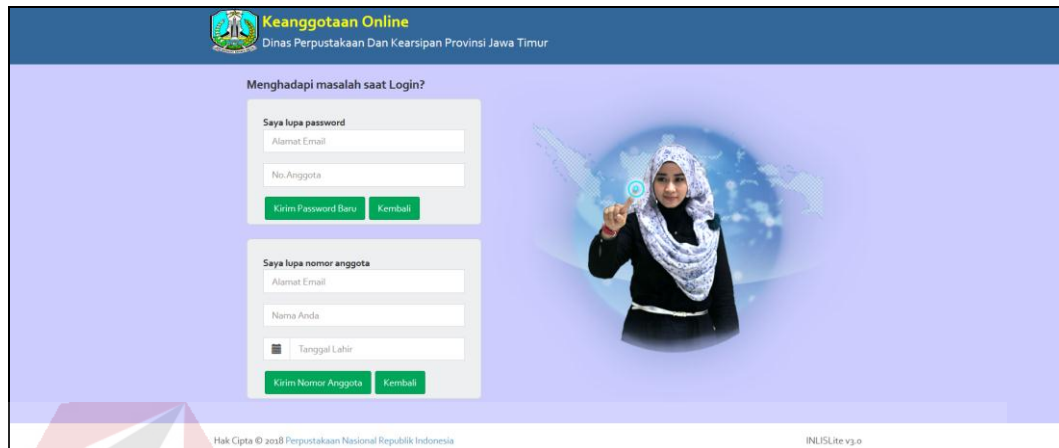 Keanggotaan Online
Dinas Perpustakaan Dan Kearsipan Provinsi Jawa Timur
Menghadapi masalah saat Login?
Saya lupa password
Alamat Email
No.Anggota
Kirim Password Baru
Kembali
Saya lupa nomor anggota
Alamat Email
Nama Anda
Tanggal Lahir
Kirim Nomor Anggota
Kembali
Hak Cipta © 2018 Perpustakaan Nasional Republik Indonesia
INLISLite v3.0